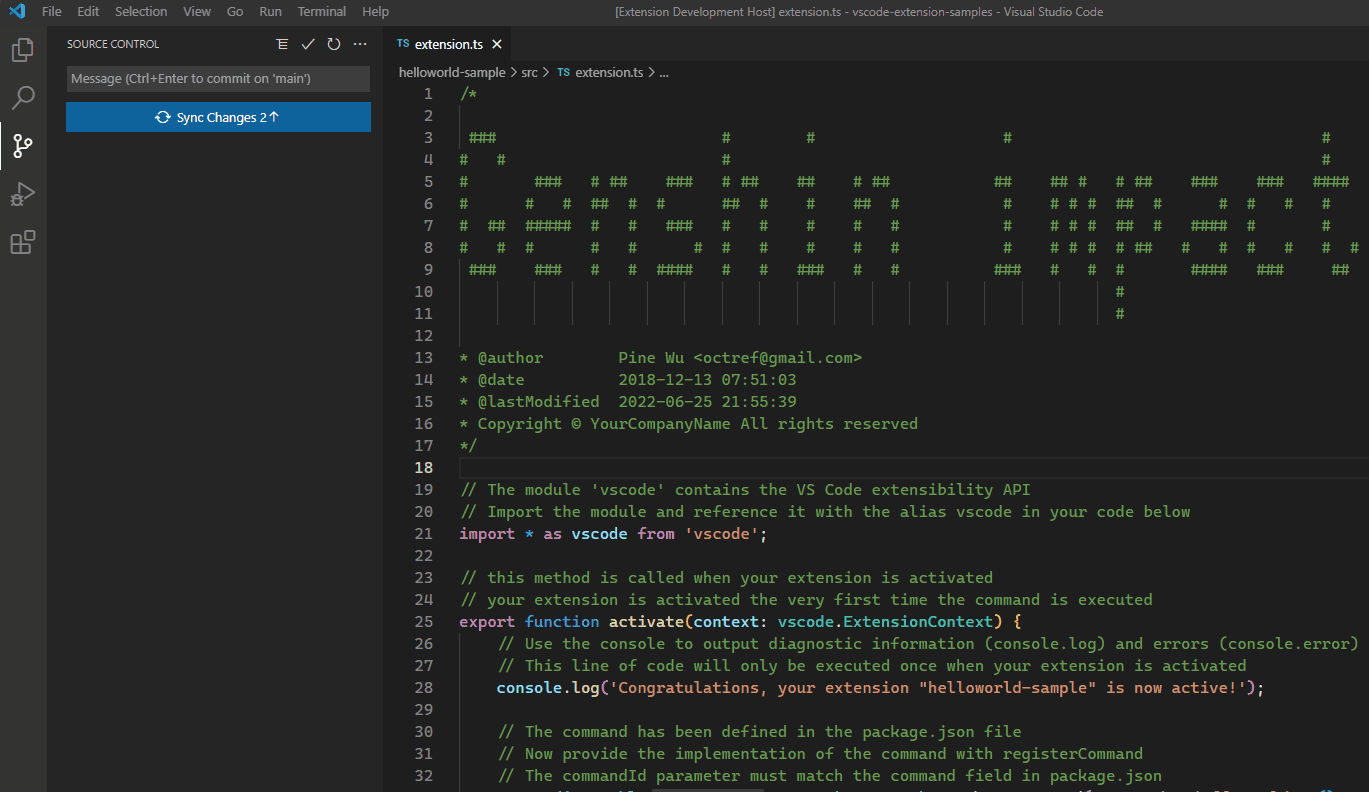 File Edit Selection View Go Run Terminal Help
[Extension Development Host] extension.ts - vscode-extension-samples - Visual Studio Code
SOURCE CONTROL
Message (Ctrl+Enter to commit on 'main')
Sync Changes 2↑
TS extension.ts ×
helloworld-sample > src > TS extension.ts > ...
1 /*
2
3  ###                        #        #                    #                                 #
4 #   #                       #                                                               #
5 #       ###   # ##    ###   # ##    ##    # ##           ##    ## #   # ##    ###    ###   ####
6 #      #   #  ##  #  #      ##  #    #    ##  #           #    # # #  ##  #      #  #   #   #
7 #  ##  #####  #   #   ###   #   #    #    #   #           #    # # #  ##  #   ####  #       #
8 #   #  #      #   #      #  #   #    #    #   #           #    # # #  # ##   #   #  #   #   #  #
9  ###    ###   #   #  ####   #   #   ###   #   #          ###   #   #  #       ####   ###     ##
10                                                                       #
11                                                                       #
12
13 * @author        Pine Wu <octref@gmail.com>
14 * @date          2018-12-13 07:51:03
15 * @lastModified  2022-06-25 21:55:39
16 * Copyright © YourCompanyName All rights reserved
17 */
18
19 // The module 'vscode' contains the VS Code extensibility API
20 // Import the module and reference it with the alias vscode in your code below
21 import * as vscode from 'vscode';
22
23 // this method is called when your extension is activated
24 // your extension is activated the very first time the command is executed
25 export function activate(context: vscode.ExtensionContext) {
26     // Use the console to output diagnostic information (console.log) and errors (console.error)
27     // This line of code will only be executed once when your extension is activated
28     console.log('Congratulations, your extension "helloworld-sample" is now active!');
29
30     // The command has been defined in the package.json file
31     // Now provide the implementation of the command with registerCommand
32     // The commandId parameter must match the command field in package.json